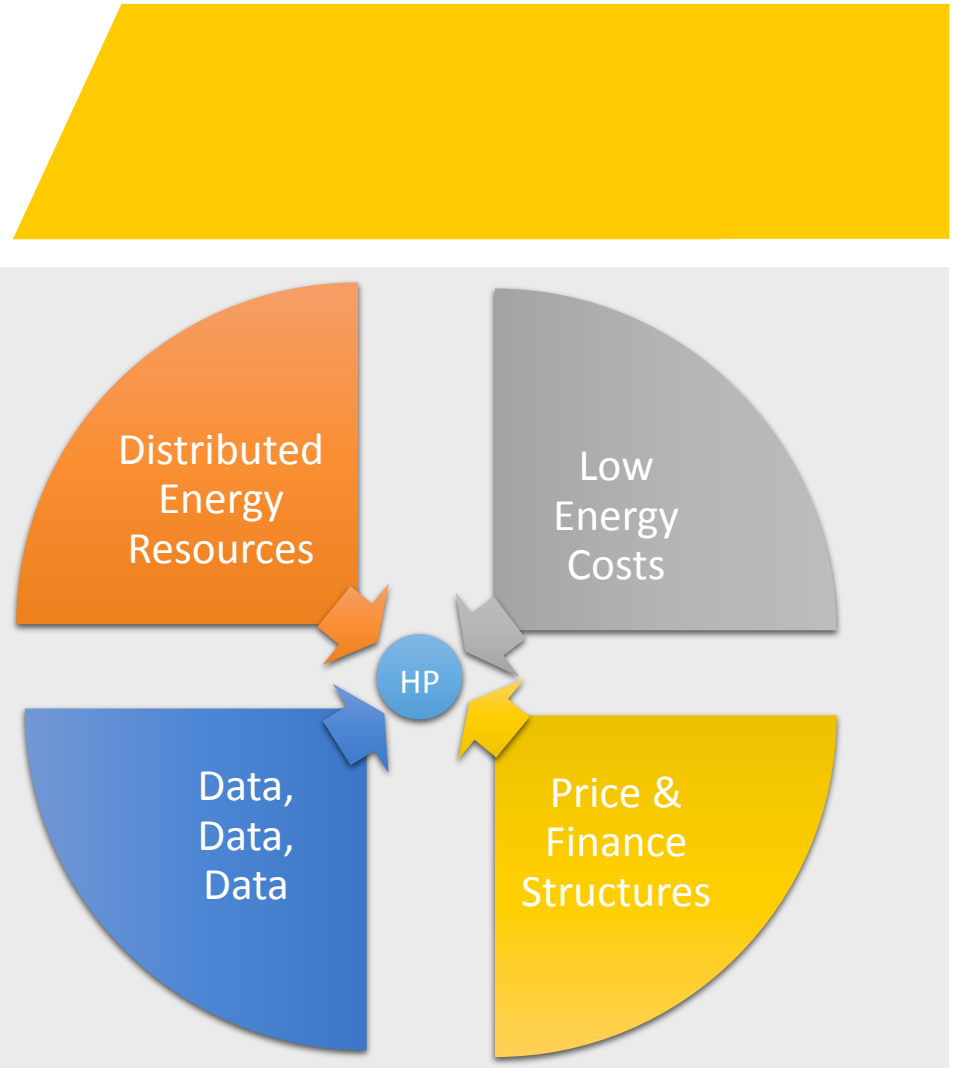 Distributed
Energy
Resources
Low
Energy
Costs
HP
Data,
Data,
Data
Price &
Finance
Structures